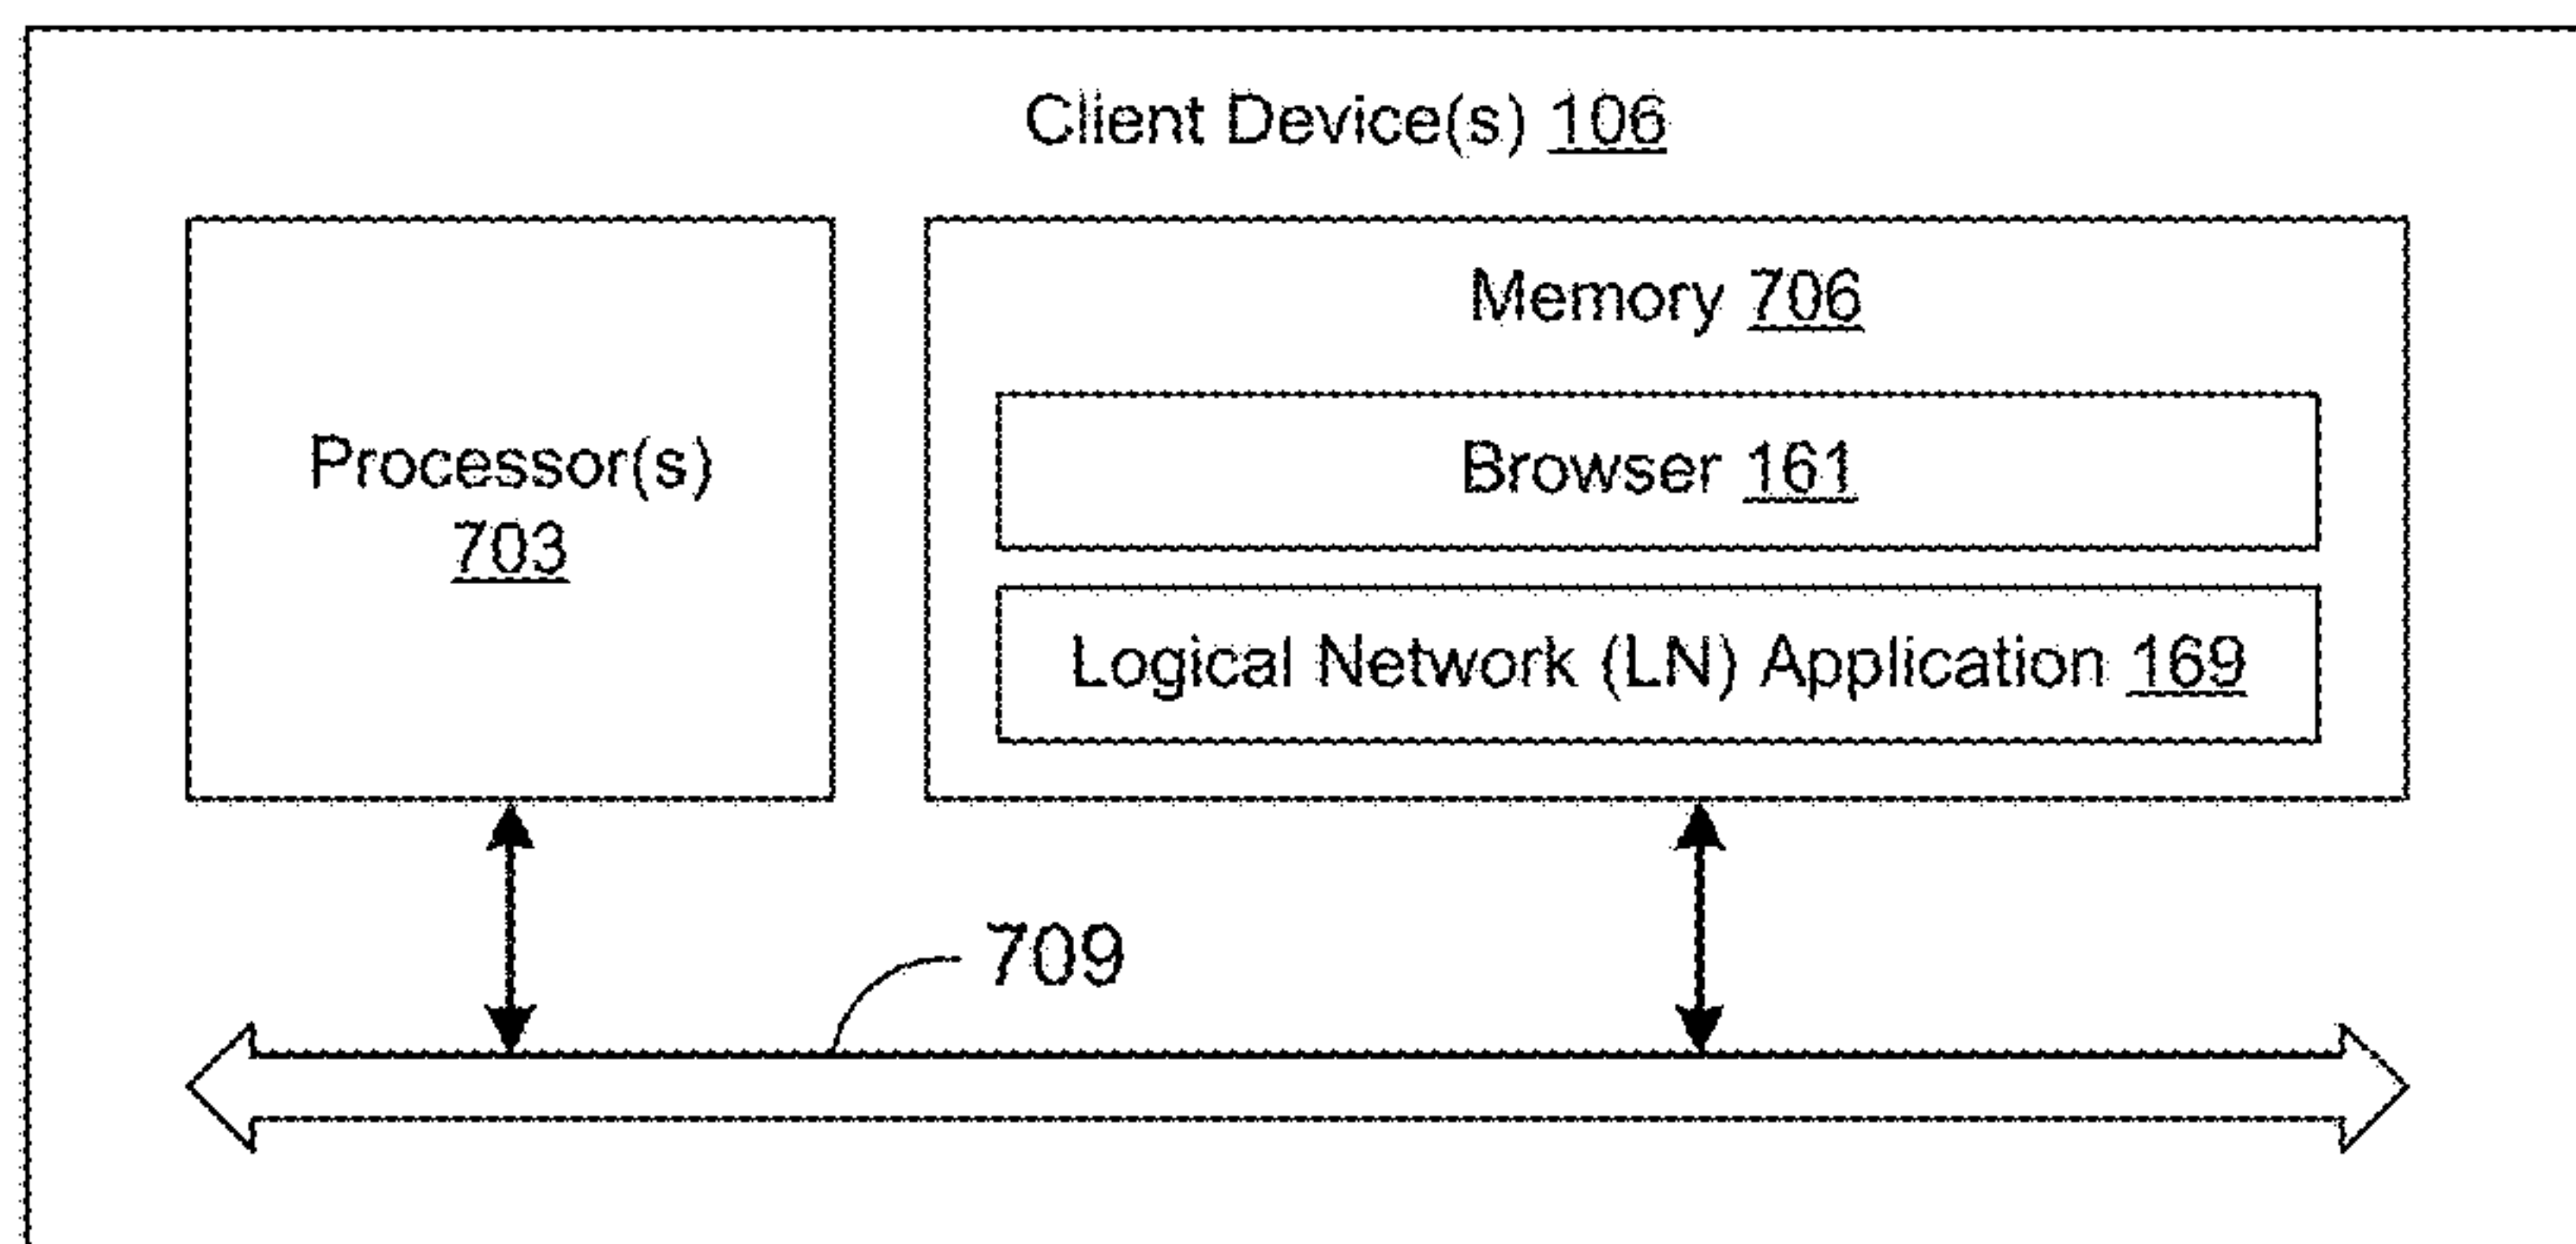 Client Device(s) 106
Processor(s)
703
Memory 706
Browser 161
Logical Network (LN) Application 169
709